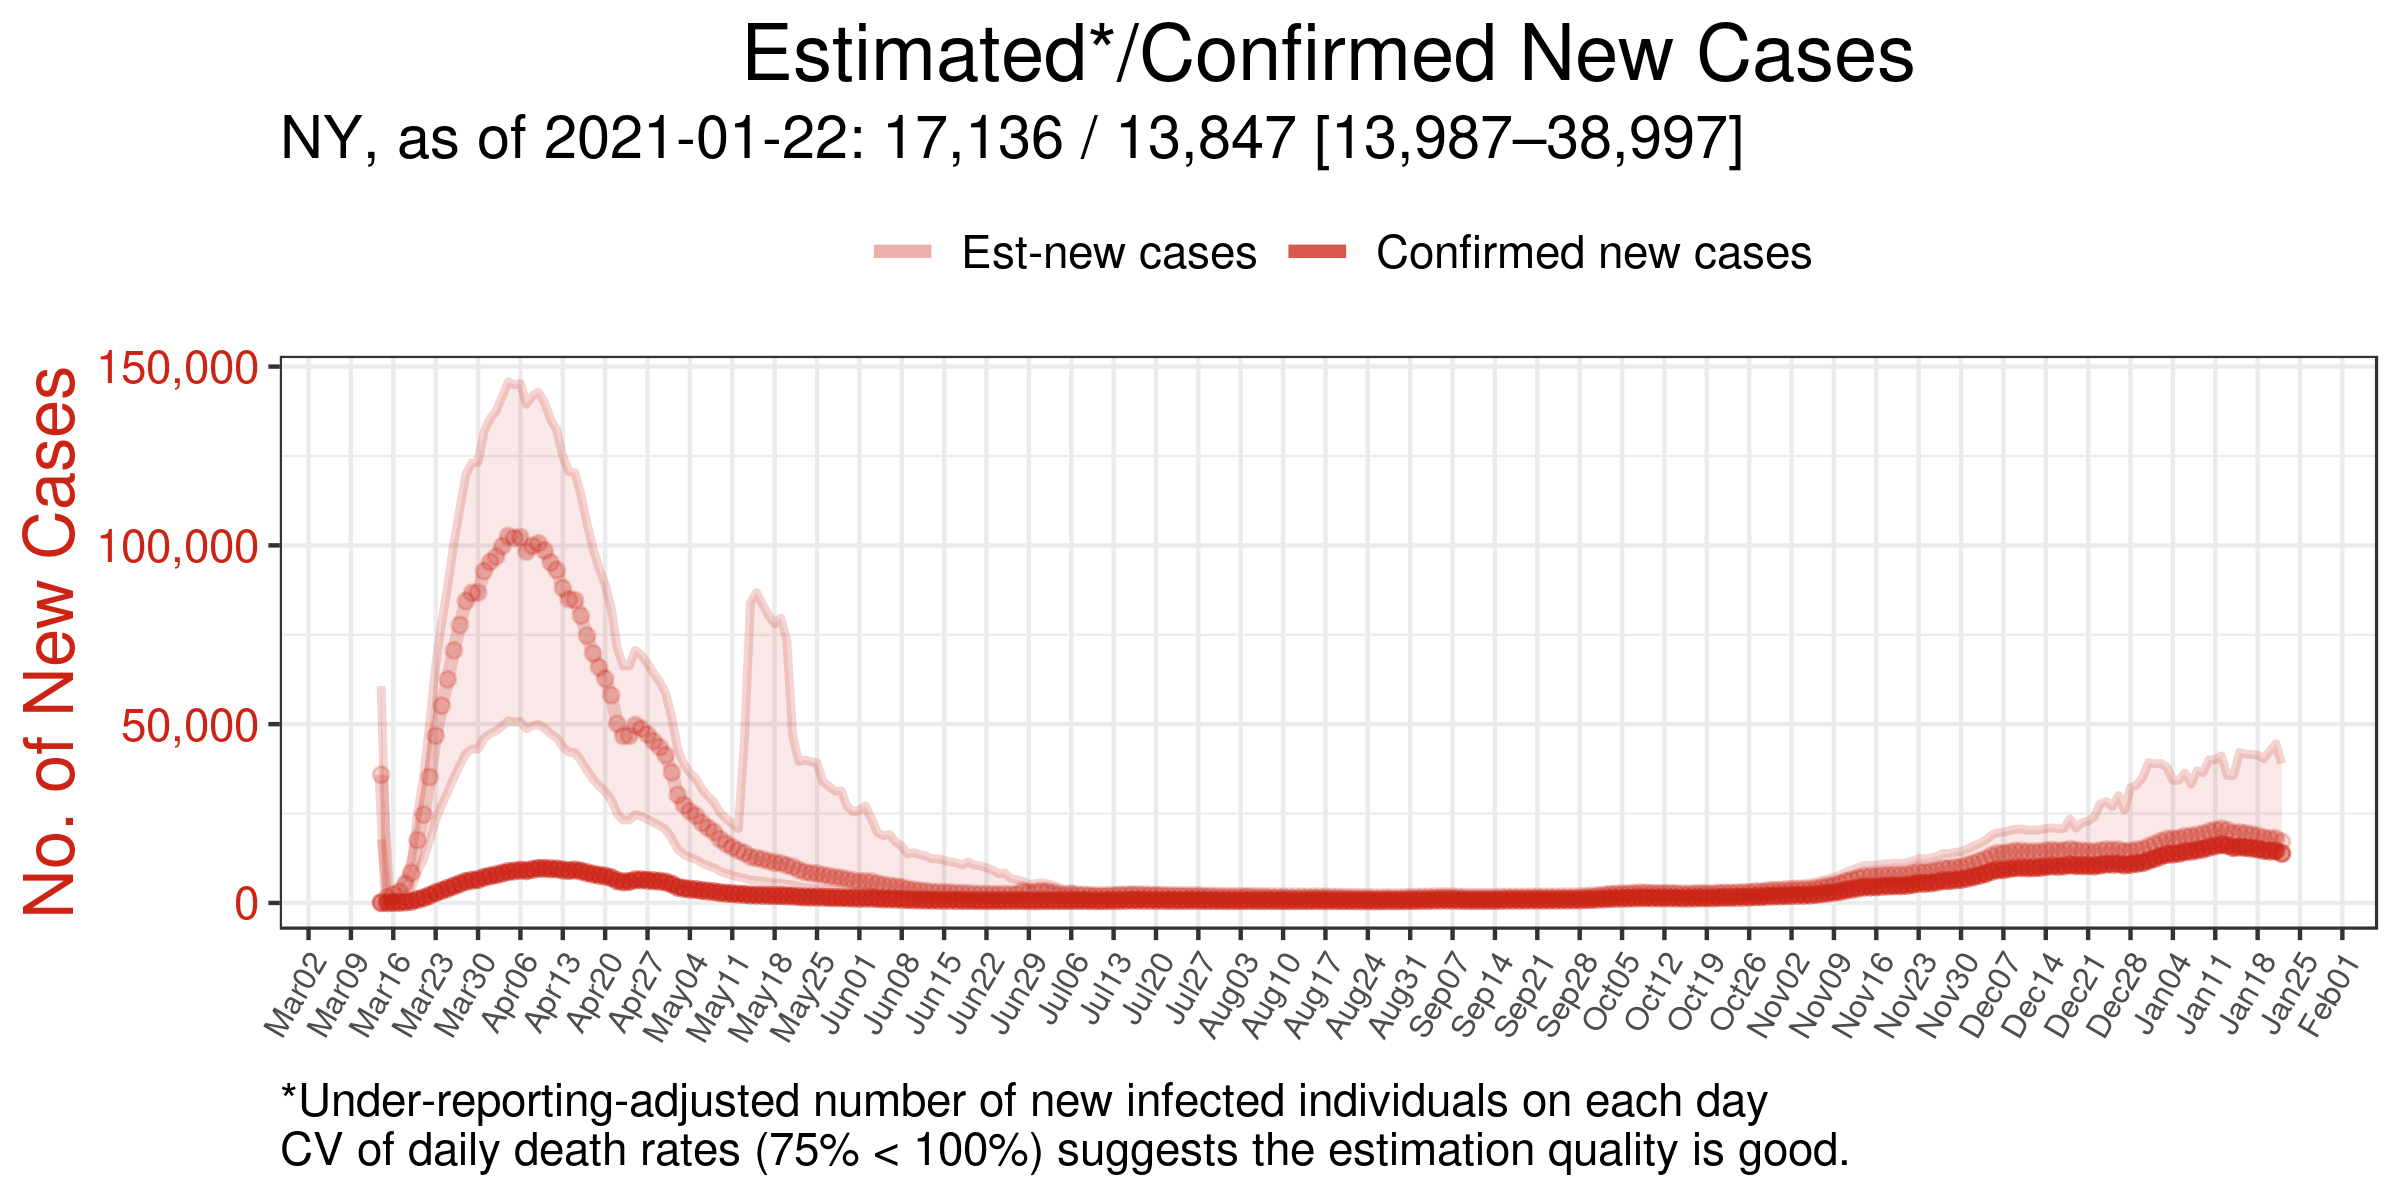 Estimated*/Confirmed New Cases
NY, as of 2021-01-22: 17,136 / 13,847 [13,987–38,997]
Est-new cases
Confirmed new cases
No. of New Cases
150,000
100,000
50,000
0
Mar02
Mar09
Mar16
Mar23
Mar30
Apr06
Apr13
Apr20
Apr27
May04
May11
May18
May25
Jun01
Jun08
Jun15
Jun22
Jun29
Jul06
Jul13
Jul20
Jul27
Aug03
Aug10
Aug17
Aug24
Aug31
Sep07
Sep14
Sep21
Sep28
Oct05
Oct12
Oct19
Oct26
Nov02
Nov09
Nov16
Nov23
Nov30
Dec07
Dec14
Dec21
Dec28
Jan04
Jan11
Jan18
Jan25
Feb01
*Under-reporting-adjusted number of new infected individuals on each day
CV of daily death rates (75% < 100%) suggests the estimation quality is good.